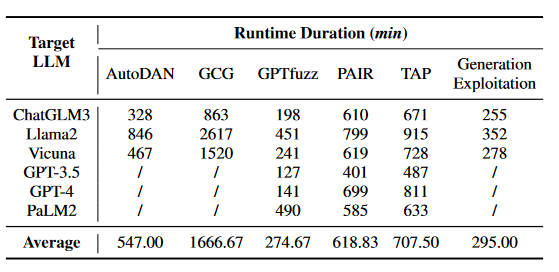 Target LLM Runtime Duration (min)
AutoDAN GCG GPTfuzz PAIR TAP Generation Exploitation
ChatGLM3 328 863 198 610 671 255
Llama2 846 2617 451 799 915 352
Vicuna 467 1520 241 619 728 278
GPT-3.5 / / 127 401 487 /
GPT-4 / / 141 699 811 /
PaLM2 / / 490 585 633 /
Average 547.00 1666.67 274.67 618.83 707.50 295.00